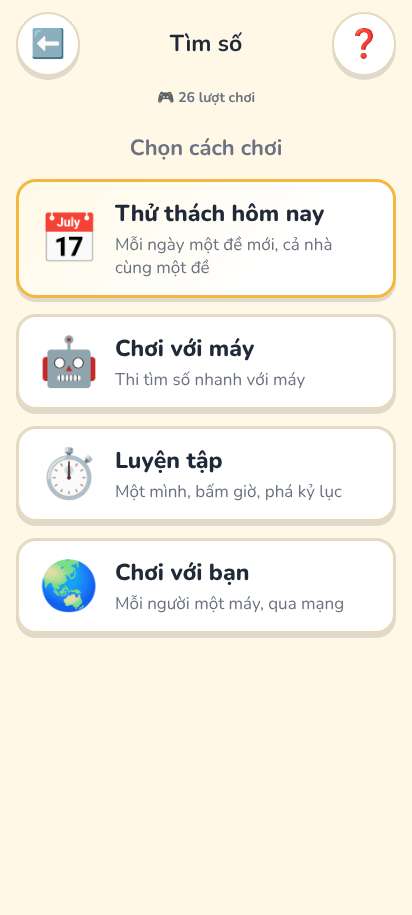 Tìm số
🎮 26 lượt chơi
Chọn cách chơi
July
17
Thử thách hôm nay
Mỗi ngày một đề mới, cả nhà
cùng một đề
Chơi với máy
Thi tìm số nhanh với máy
Luyện tập
Một mình, bấm giờ, phá kỷ lục
Chơi với bạn
Mỗi người một máy, qua mạng